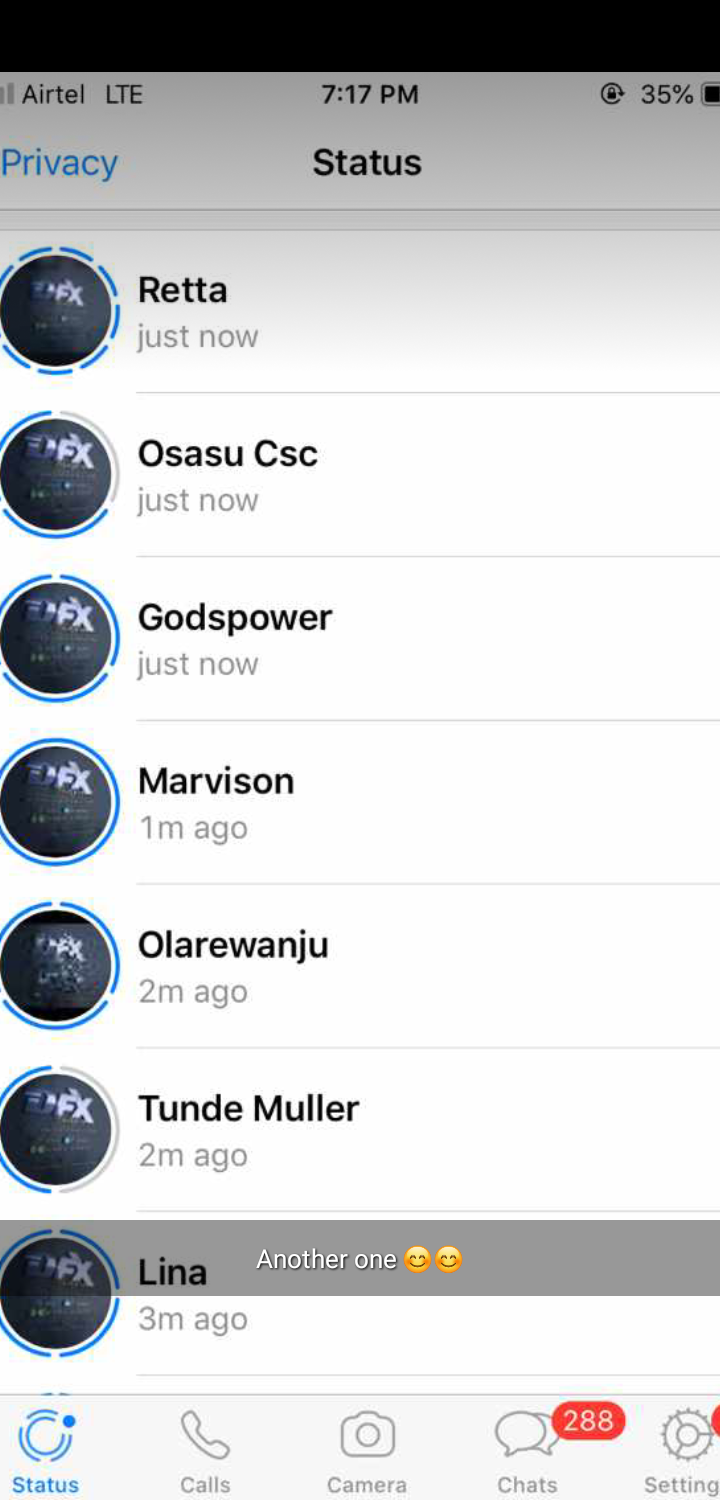 Airtel LTE 7:17 PM 35%
Privacy Status
Retta
just now
Osasu Csc
just now
Godspower
just now
Marvison
1m ago
Olarewanju
2m ago
Tunde Muller
2m ago
Another one 😊😊
Lina
3m ago
288
Status Calls Camera Chats Setting